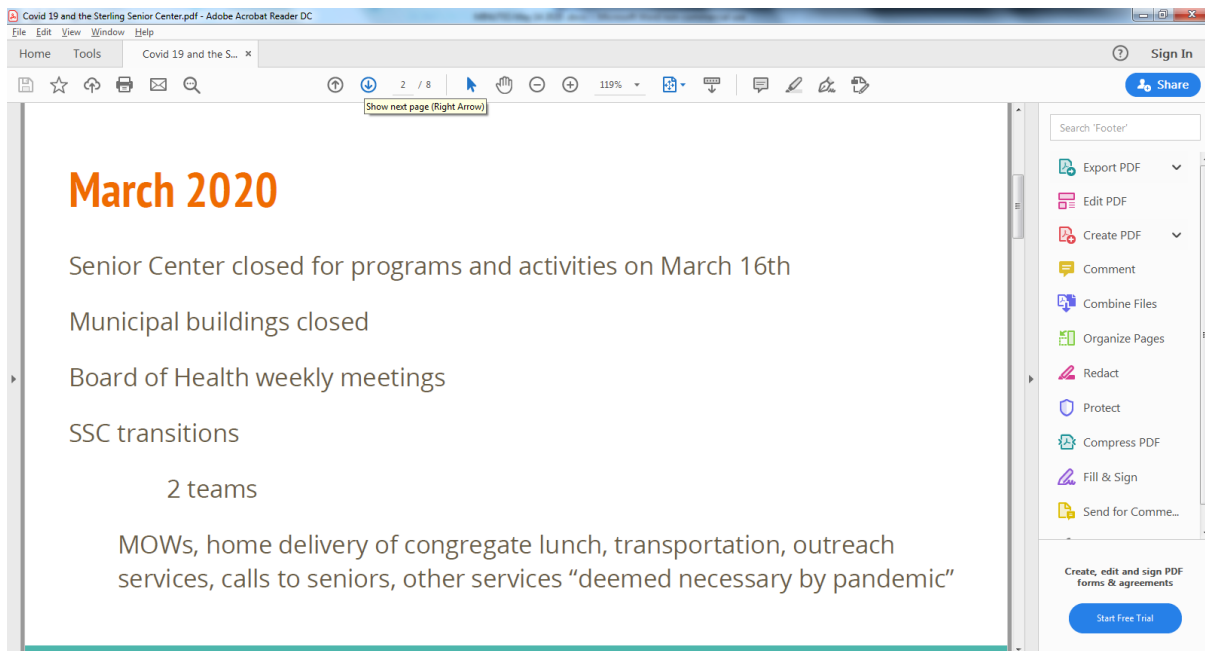 Covid 19 and the Sterling Senior Center.pdf - Adobe Acrobat Reader DC
File Edit View Window Help
Home Tools Covid 19 and the S... × Sign In
2 / 8 119% Share
Show next page (Right Arrow)
March 2020
Senior Center closed for programs and activities on March 16th
Municipal buildings closed
Board of Health weekly meetings
SSC transitions
2 teams
MOWs, home delivery of congregate lunch, transportation, outreach
services, calls to seniors, other services “deemed necessary by pandemic”
Search 'Footer'
Export PDF
Edit PDF
Create PDF
Comment
Combine Files
Organize Pages
Redact
Protect
Compress PDF
Fill & Sign
Send for Comme...
Create, edit and sign PDF
forms & agreements
Start Free Trial